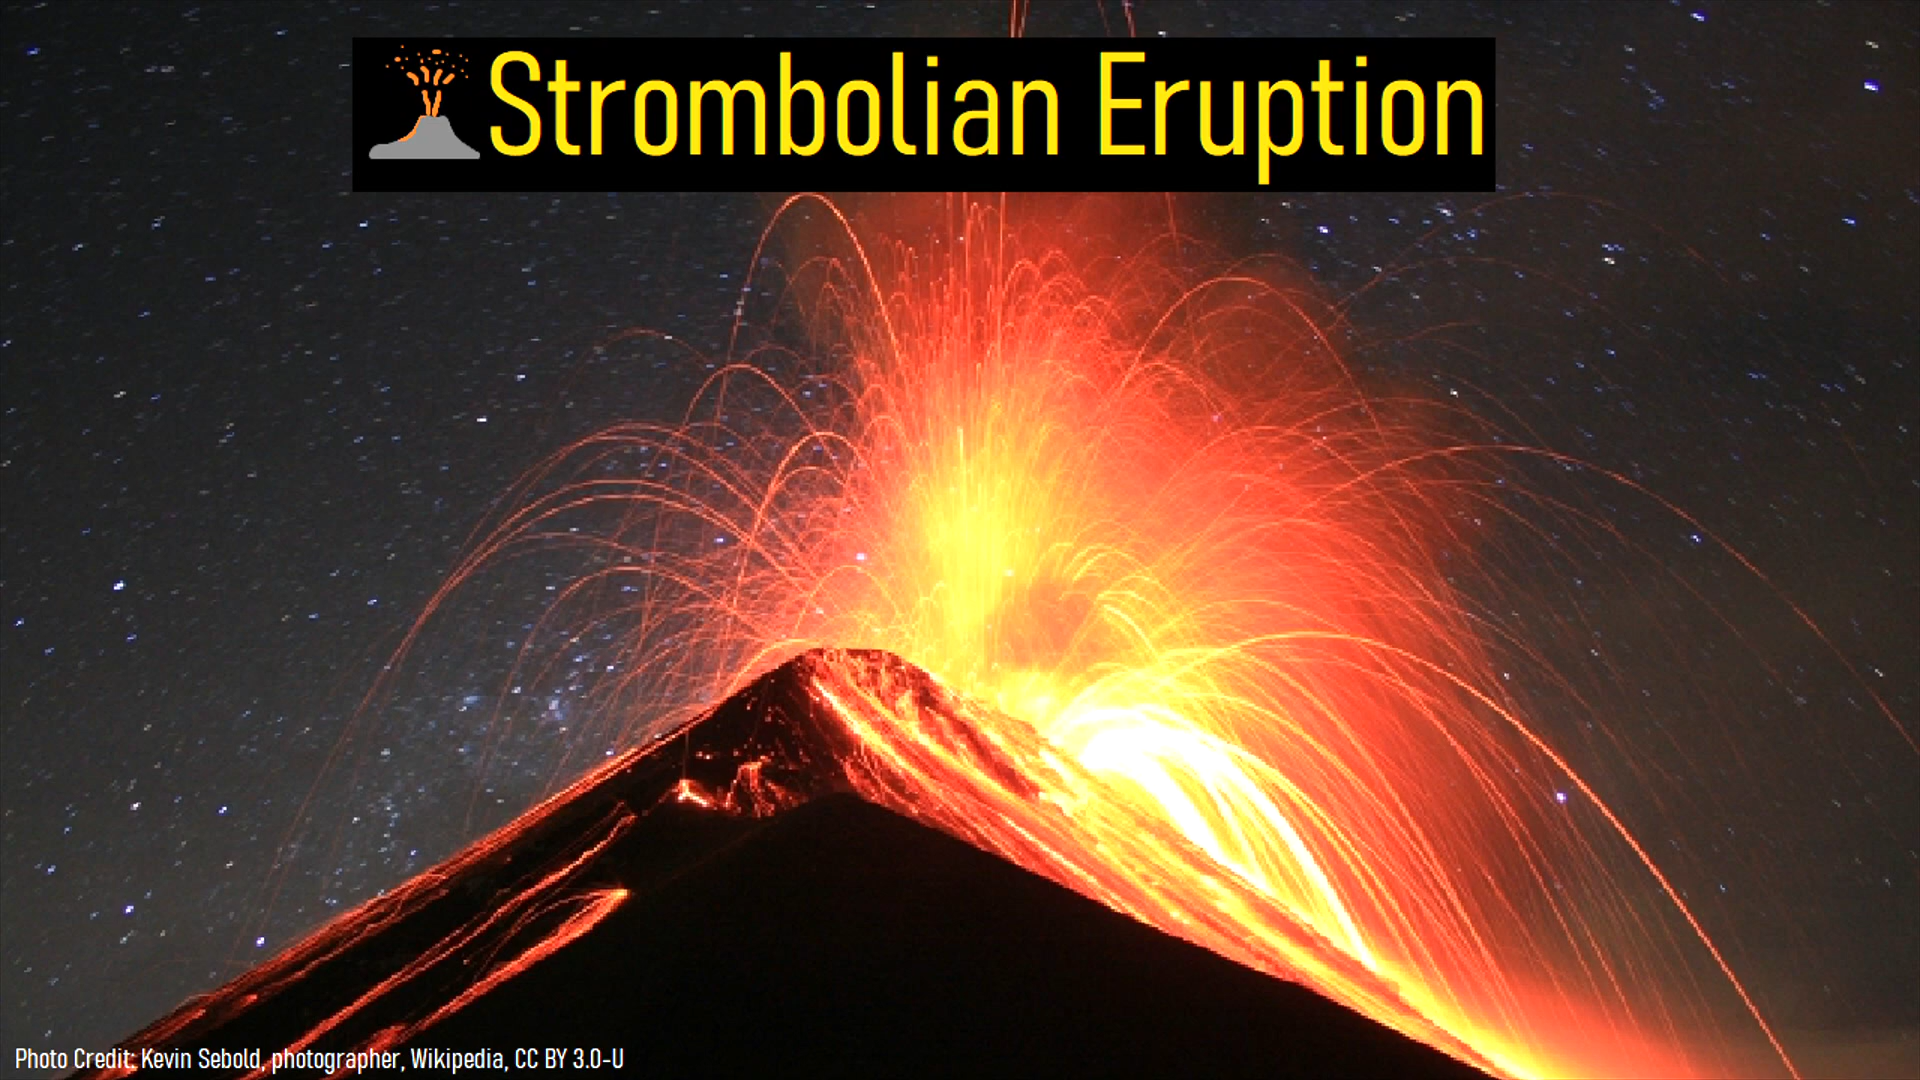 Strombolian Eruption
Photo Credit: Kevin Sebold, photographer, Wikipedia, CC BY 3.0-U